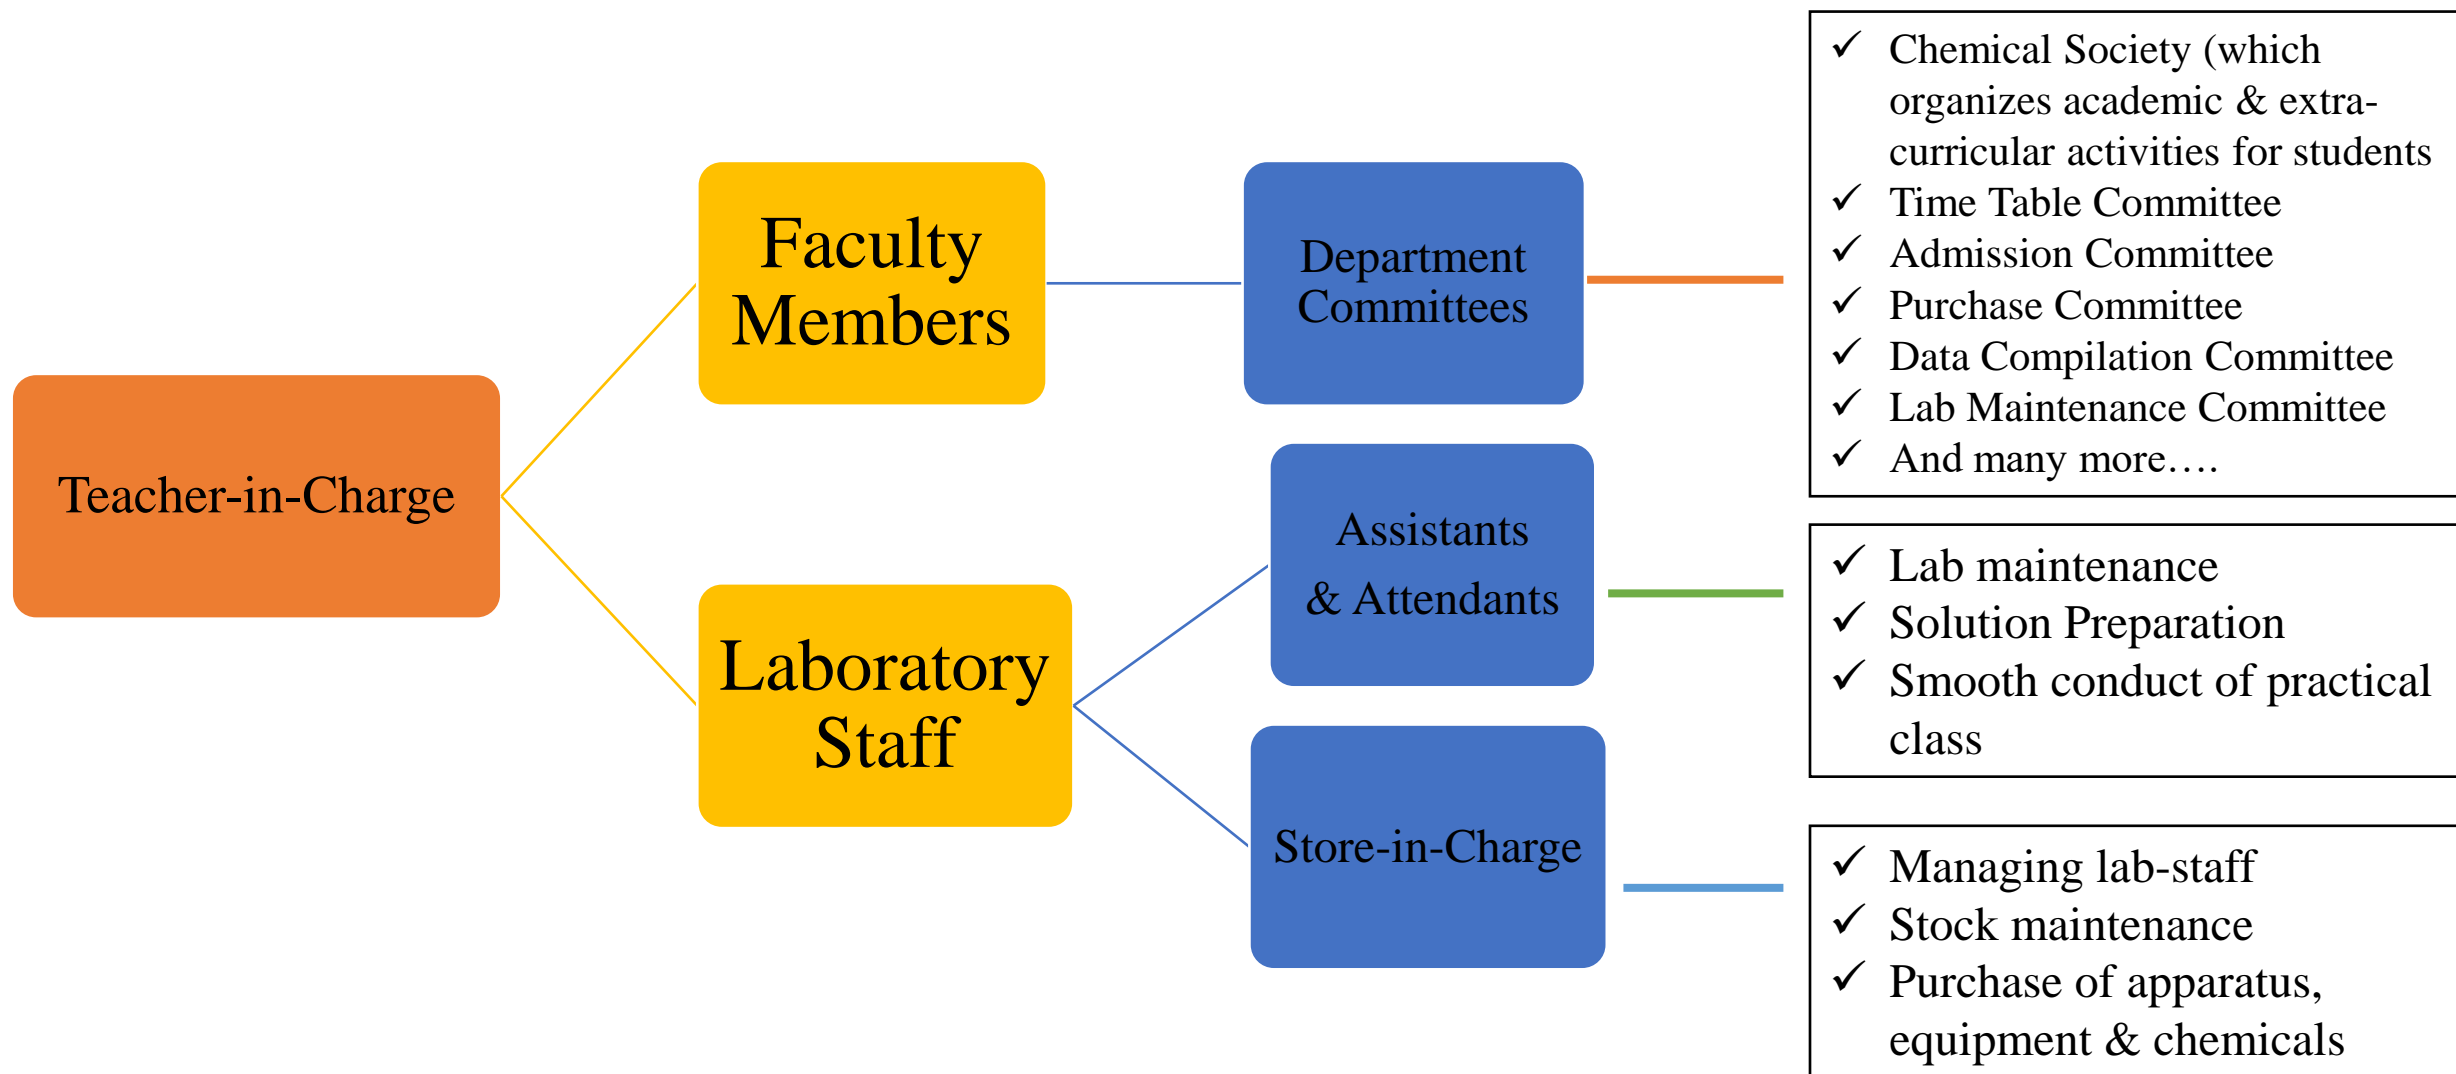 Teacher-in-Charge
Faculty
Members
Laboratory
Staff
Department
Committees
Assistants
& Attendants
Store-in-Charge
✓ Chemical Society (which
organizes academic & extra-
curricular activities for students
✓ Time Table Committee
✓ Admission Committee
✓ Purchase Committee
✓ Data Compilation Committee
✓ Lab Maintenance Committee
✓ And many more….
✓ Lab maintenance
✓ Solution Preparation
✓ Smooth conduct of practical
class
✓ Managing lab-staff
✓ Stock maintenance
✓ Purchase of apparatus,
equipment & chemicals